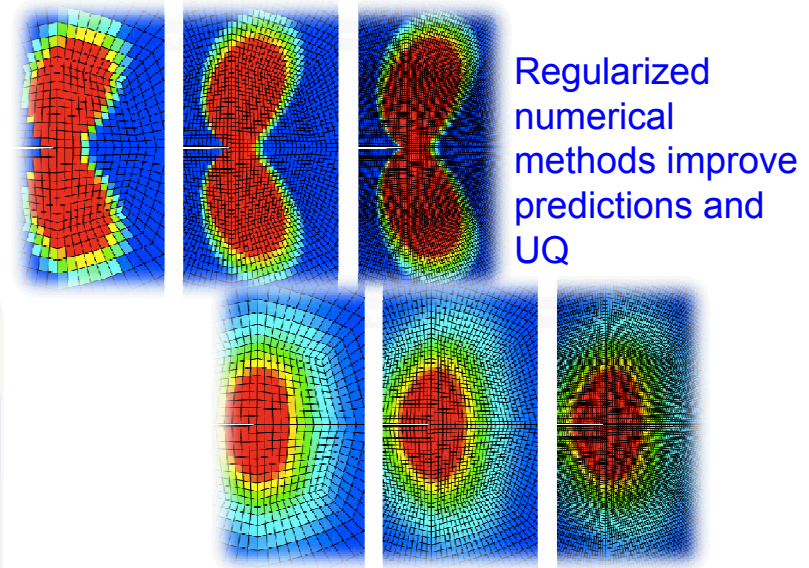 Regularized
numerical
methods improve
predictions and
UQ